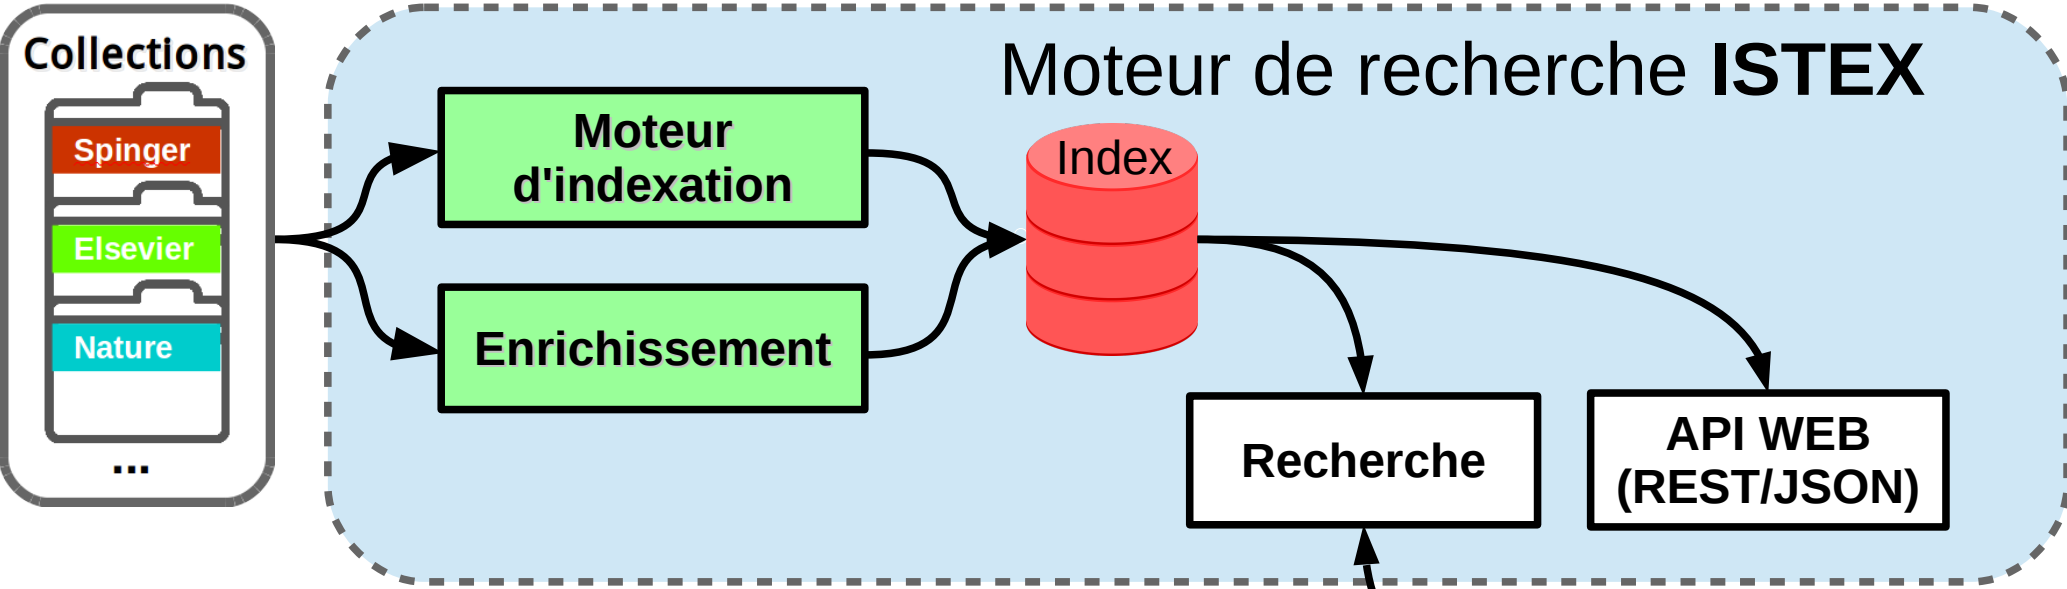 Collections
Spinger
Elsevier
Nature
...
Moteur de recherche ISTEX
Moteur
d'indexation
Enrichissement
Index
Recherche
API WEB
(REST/JSON)